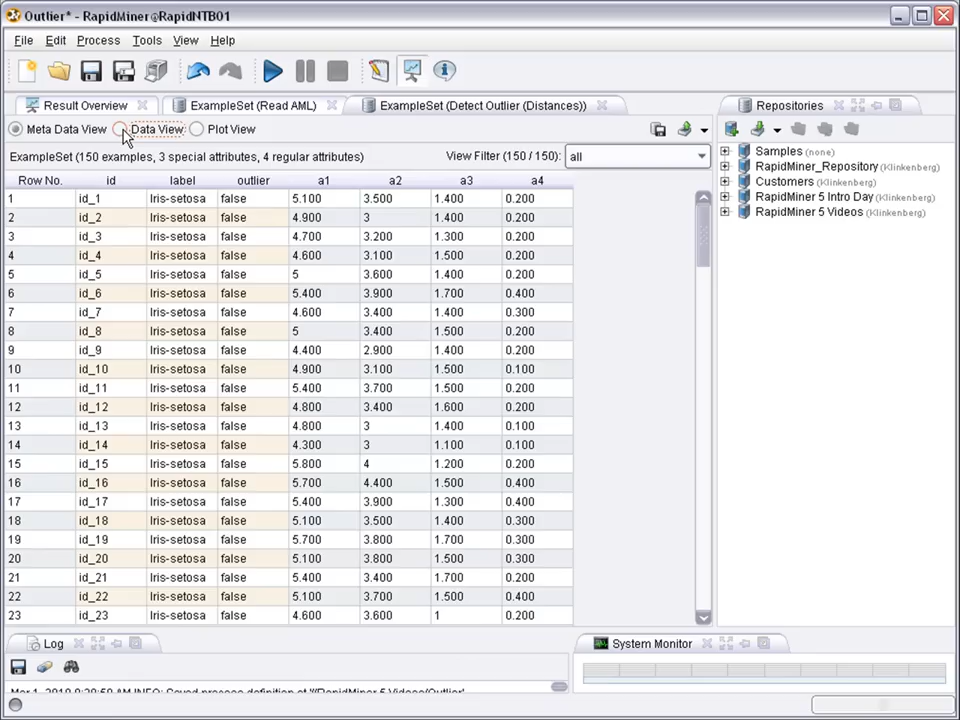 Outlier* - RapidMiner@RapidNTB01
File Edit Process Tools View Help
Result Overview ExampleSet (Read AML) ExampleSet (Detect Outlier (Distances)) Repositories
Meta Data View Data View Plot View
ExampleSet (150 examples, 3 special attributes, 4 regular attributes) View Filter (150 / 150): all
Samples (none)
RapidMiner_Repository (Klinkenberg)
Customers (Klinkenberg)
RapidMiner 5 Intro Day (Klinkenberg)
RapidMiner 5 Videos (Klinkenberg)
Row No. id label outlier a1 a2 a3 a4
1 id_1 Iris-setosa false 5.100 3.500 1.400 0.200
2 id_2 Iris-setosa false 4.900 3 1.400 0.200
3 id_3 Iris-setosa false 4.700 3.200 1.300 0.200
4 id_4 Iris-setosa false 4.600 3.100 1.500 0.200
5 id_5 Iris-setosa false 5 3.600 1.400 0.200
6 id_6 Iris-setosa false 5.400 3.900 1.700 0.400
7 id_7 Iris-setosa false 4.600 3.400 1.400 0.300
8 id_8 Iris-setosa false 5 3.400 1.500 0.200
9 id_9 Iris-setosa false 4.400 2.900 1.400 0.200
10 id_10 Iris-setosa false 4.900 3.100 1.500 0.100
11 id_11 Iris-setosa false 5.400 3.700 1.500 0.200
12 id_12 Iris-setosa false 4.800 3.400 1.600 0.200
13 id_13 Iris-setosa false 4.800 3 1.400 0.100
14 id_14 Iris-setosa false 4.300 3 1.100 0.100
15 id_15 Iris-setosa false 5.800 4 1.200 0.200
16 id_16 Iris-setosa false 5.700 4.400 1.500 0.400
17 id_17 Iris-setosa false 5.400 3.900 1.300 0.400
18 id_18 Iris-setosa false 5.100 3.500 1.400 0.300
19 id_19 Iris-setosa false 5.700 3.800 1.700 0.300
20 id_20 Iris-setosa false 5.100 3.800 1.500 0.300
21 id_21 Iris-setosa false 5.400 3.400 1.700 0.200
22 id_22 Iris-setosa false 5.100 3.700 1.500 0.400
23 id_23 Iris-setosa false 4.600 3.600 1 0.200
Log System Monitor
INFO: Saved process definition at '//RapidMiner 5 Videos/Outlier'.